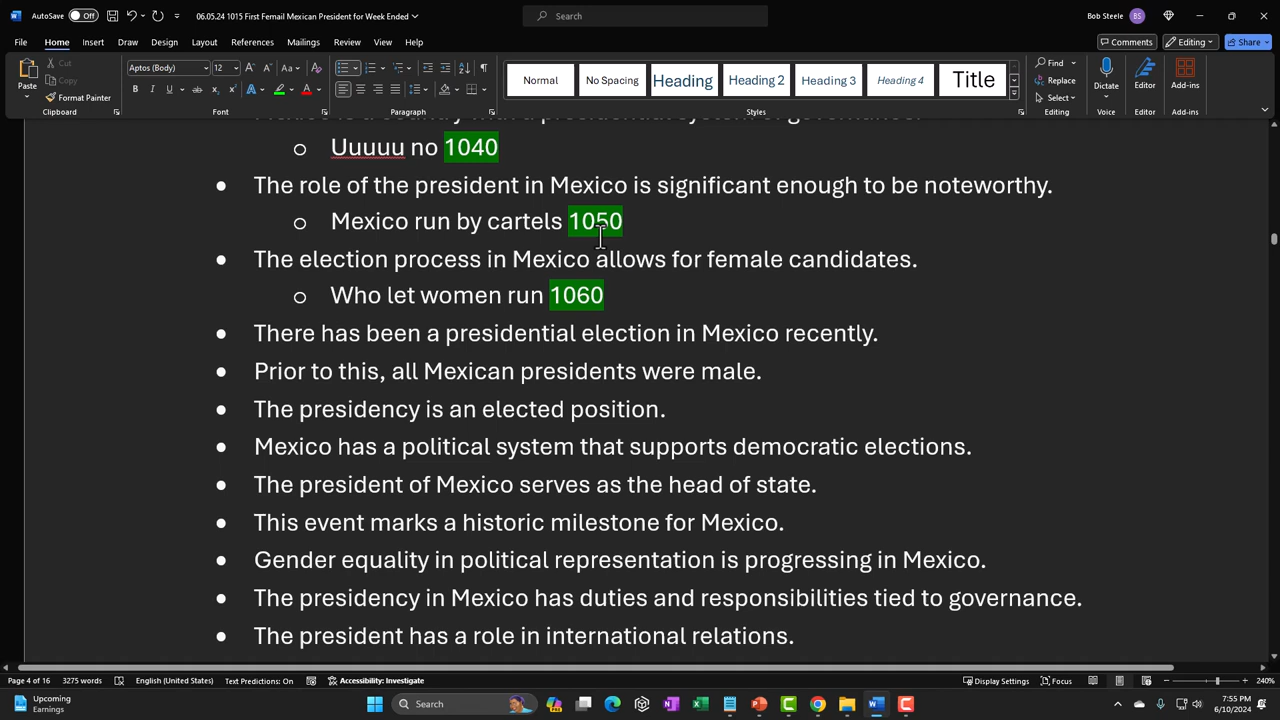 AutoSave Off 06.05.24 1015 First Femail Mexican President for Week Ended Search Bob Steele BS
File Home Insert Draw Design Layout References Mailings Review View Help Comments Editing Share
Paste Cut Copy Format Painter
Clipboard
Aptos (Body) 12
Font
Paragraph
Normal No Spacing Heading Heading 2 Heading 3 Heading 4 Title
Styles
Find Replace Select
Editing
Dictate
Voice
Editor
Editor
Add-ins
Add-ins
Uuuuu no 1040
The role of the president in Mexico is significant enough to be noteworthy.
Mexico run by cartels 1050
The election process in Mexico allows for female candidates.
Who let women run 1060
There has been a presidential election in Mexico recently.
Prior to this, all Mexican presidents were male.
The presidency is an elected position.
Mexico has a political system that supports democratic elections.
The president of Mexico serves as the head of state.
This event marks a historic milestone for Mexico.
Gender equality in political representation is progressing in Mexico.
The presidency in Mexico has duties and responsibilities tied to governance.
The president has a role in international relations.
Page 4 of 16 3275 words English (United States) Text Predictions: On Accessibility: Investigate Display Settings Focus 240%
Upcoming
Earnings
Search
7:55 PM
6/10/2024